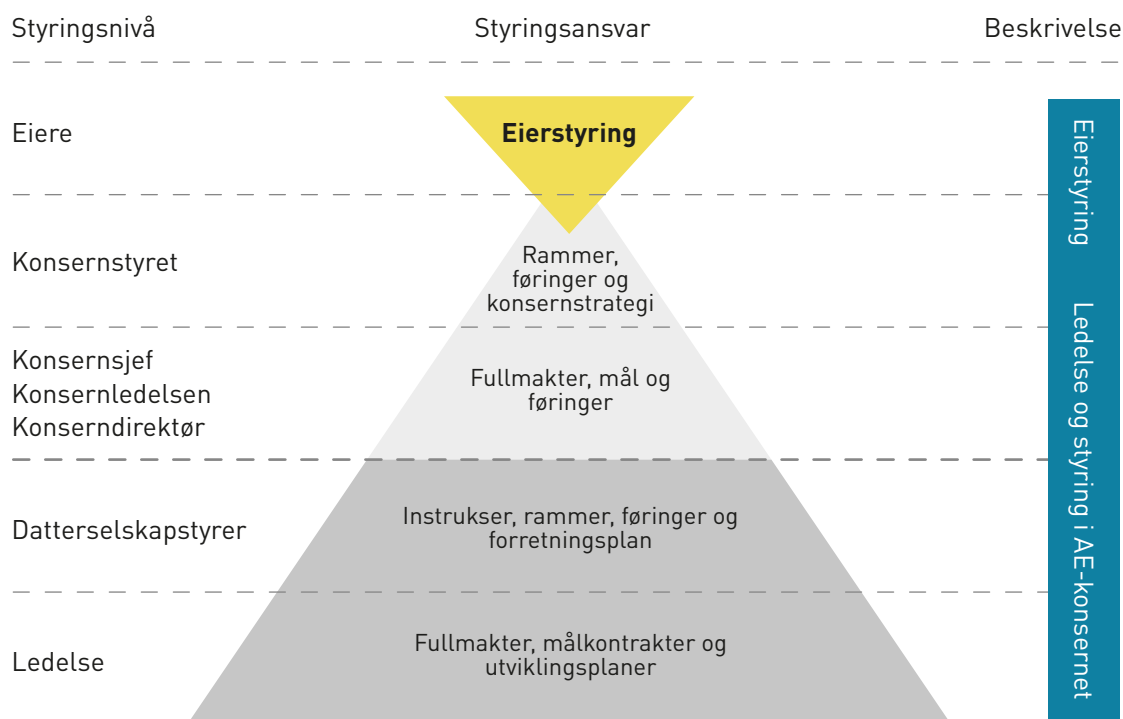 Styringsnivå
Styringsansvar
Beskrivelse
Eiere
Eierstyring
Konsernstyret
Rammer,
føringer og
konsernstrategi
Konsernsjef
Konsernledelsen
Konserndirektør
Fullmakter, mål og
føringer
Datterselskapstyrer
Instrukser, rammer, føringer og
forretningsplan
Ledelse
Fullmakter, målkontrakter og
utviklingsplaner
Eierstyring
Ledelse og styring i AE-konsernet